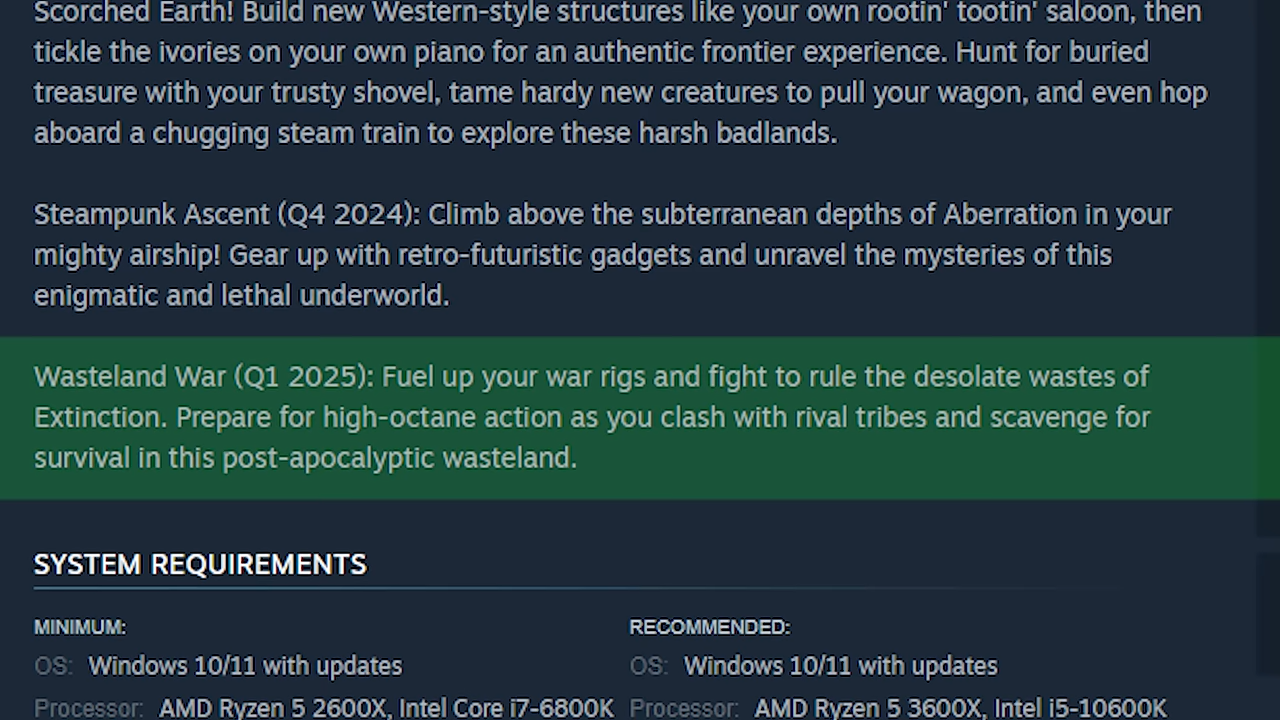 Scorched Earth! Build new Western-style structures like your own rootin' tootin' saloon, then
tickle the ivories on your own piano for an authentic frontier experience. Hunt for buried
treasure with your trusty shovel, tame hardy new creatures to pull your wagon, and even hop
aboard a chugging steam train to explore these harsh badlands.
Steampunk Ascent (Q4 2024): Climb above the subterranean depths of Aberration in your
mighty airship! Gear up with retro-futuristic gadgets and unravel the mysteries of this
enigmatic and lethal underworld.
Wasteland War (Q1 2025): Fuel up your war rigs and fight to rule the desolate wastes of
Extinction. Prepare for high-octane action as you clash with rival tribes and scavenge for
survival in this post-apocalyptic wasteland.
SYSTEM REQUIREMENTS
MINIMUM:
OS: Windows 10/11 with updates
Processor: AMD Ryzen 5 2600X, Intel Core i7-6800K
RECOMMENDED:
OS: Windows 10/11 with updates
Processor: AMD Ryzen 5 3600X, Intel i5-10600K